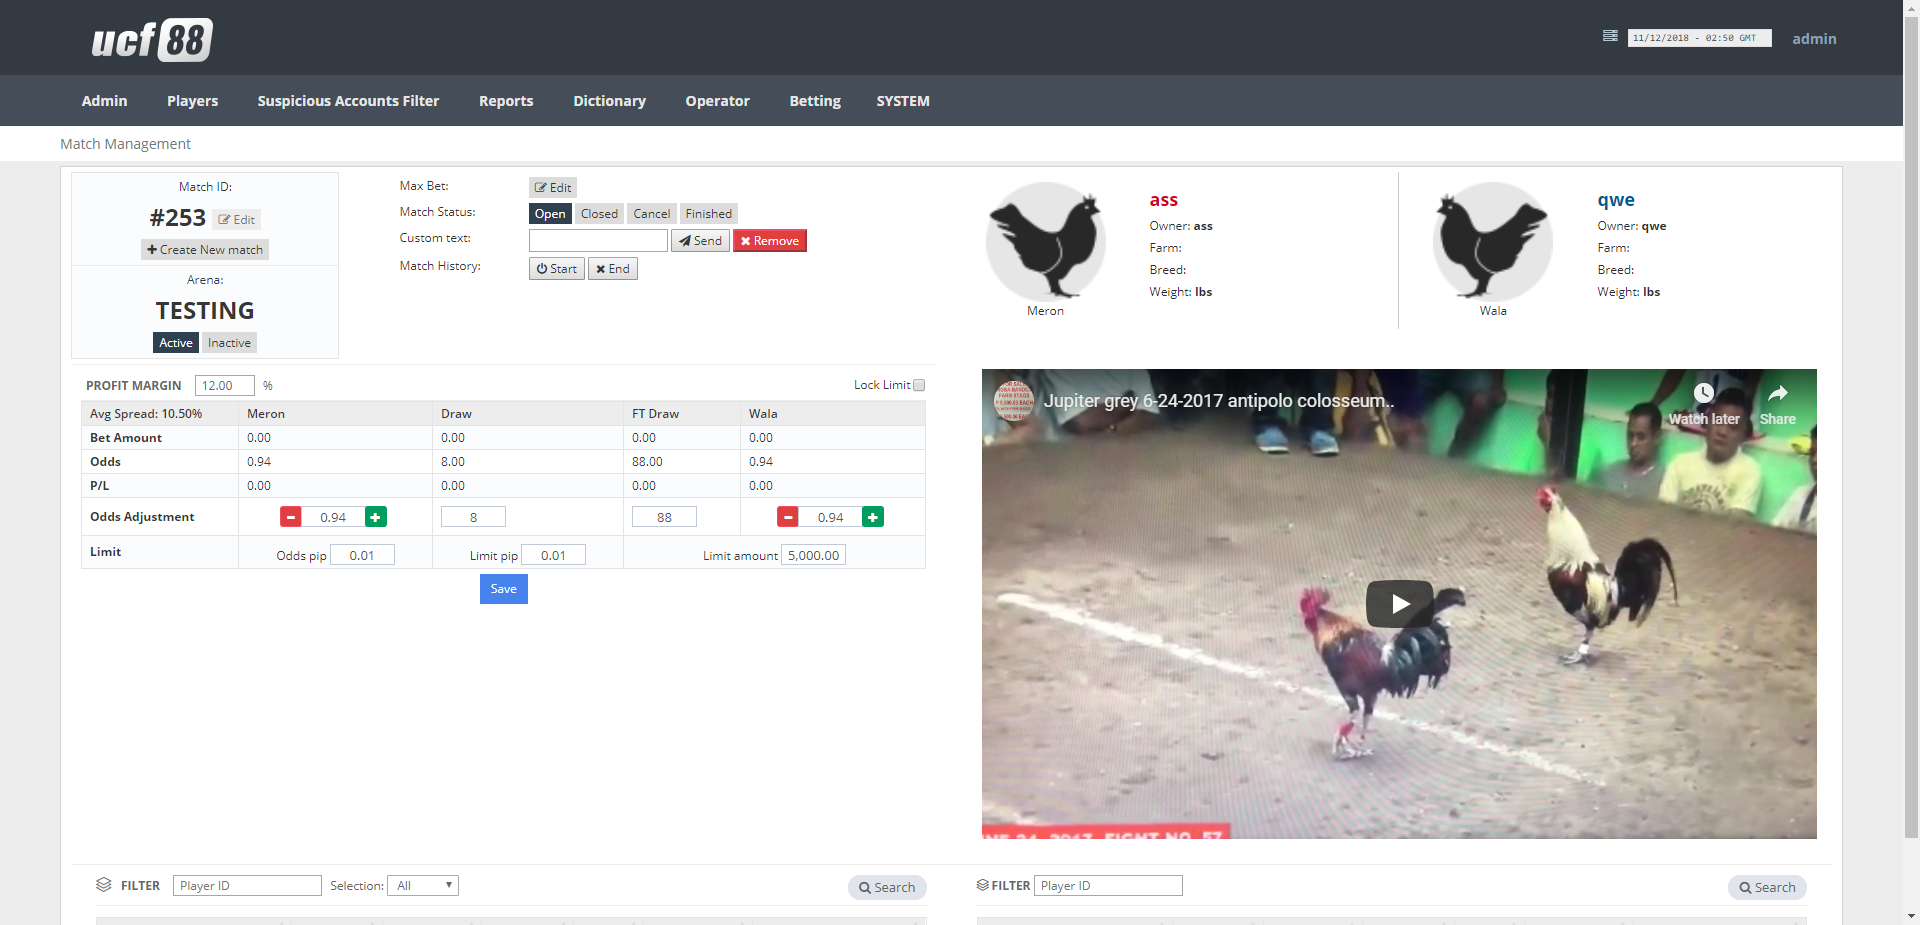 ucf 88
11/12/2018 - 02:50 GMT
admin
Admin Players Suspicious Accounts Filter Reports Dictionary Operator Betting SYSTEM
Match Management
Match ID:
#253 Edit
Create New match
Arena:
TESTING
Active Inactive
Max Bet: Edit
Match Status: Open Closed Cancel Finished
Custom text: Send Remove
Match History: Start End
Meron
ass
Owner: ass
Farm:
Breed:
Weight: lbs
Wala
qwe
Owner: qwe
Farm:
Breed:
Weight: lbs
PROFIT MARGIN 12.00 % Lock Limit
Avg Spread: 10.50% Meron Draw FT Draw Wala
Bet Amount 0.00 0.00 0.00 0.00
Odds 0.94 8.00 88.00 0.94
P/L 0.00 0.00 0.00 0.00
Odds Adjustment 0.94 8 88 0.94
Limit Odds pip 0.01 Limit pip 0.01 Limit amount 5,000.00
Save
Jupiter grey 6-24-2017 antipolo colosseum..
Watch later Share
24, 2017 FIGHT NO. 57
FILTER Player ID Selection: All Search
FILTER Player ID Search